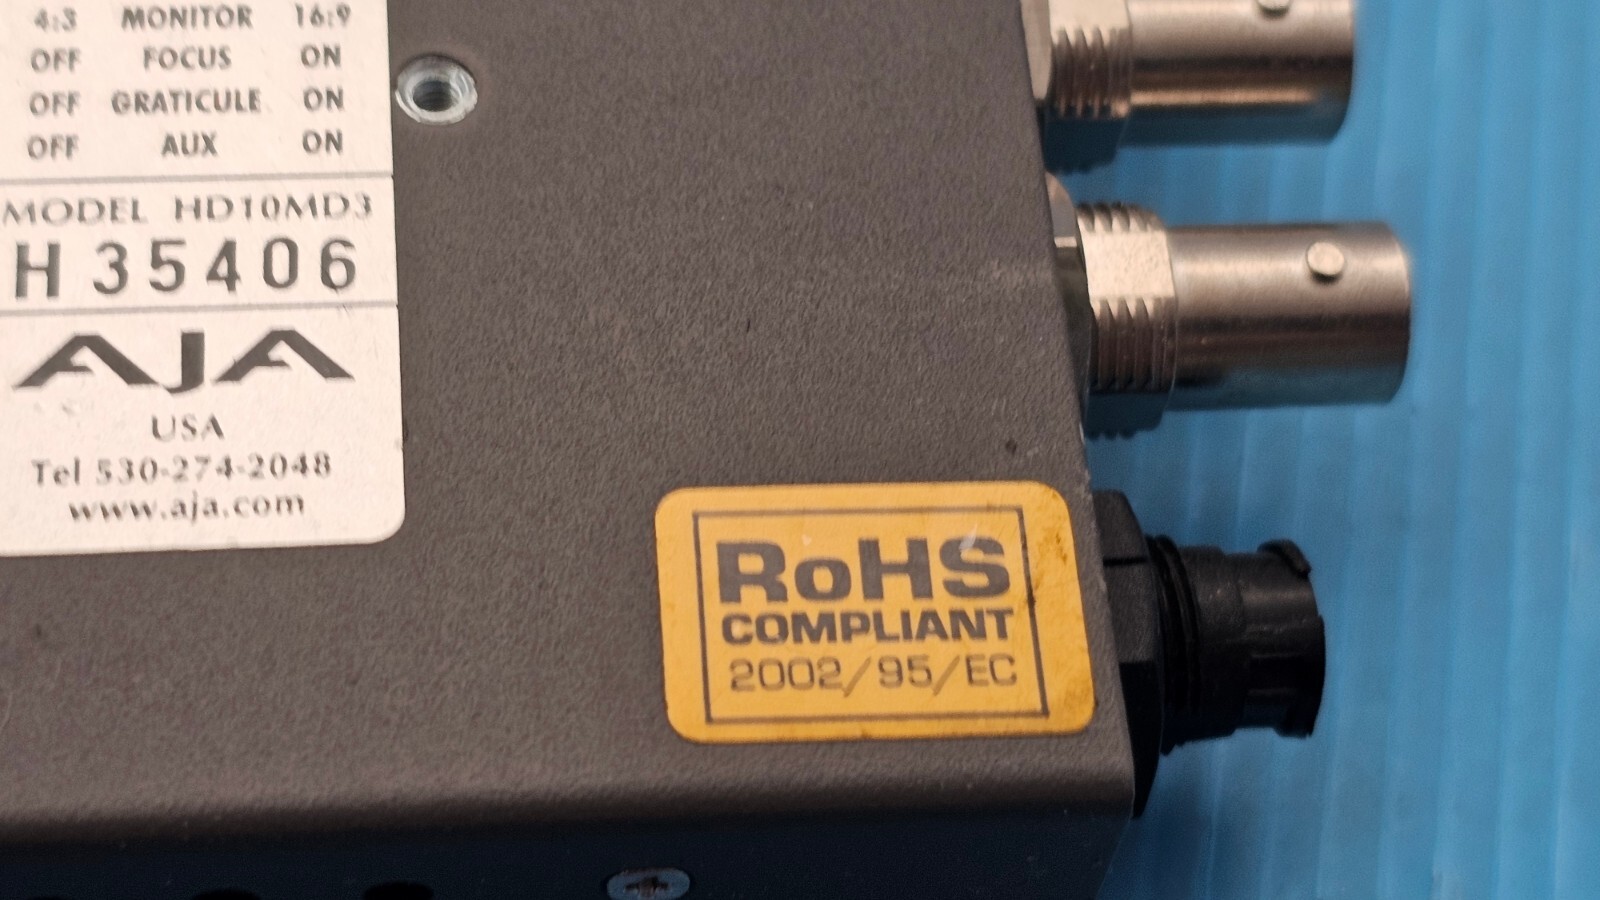 4:3 MONITOR 16:9
OFF FOCUS ON
OFF GRATICULE ON
OFF AUX ON
MODEL HD10MD3
H 35406
AJA
USA
Tel 530-274-2048
www.aja.com
RoHS
COMPLIANT
2002/95/EC